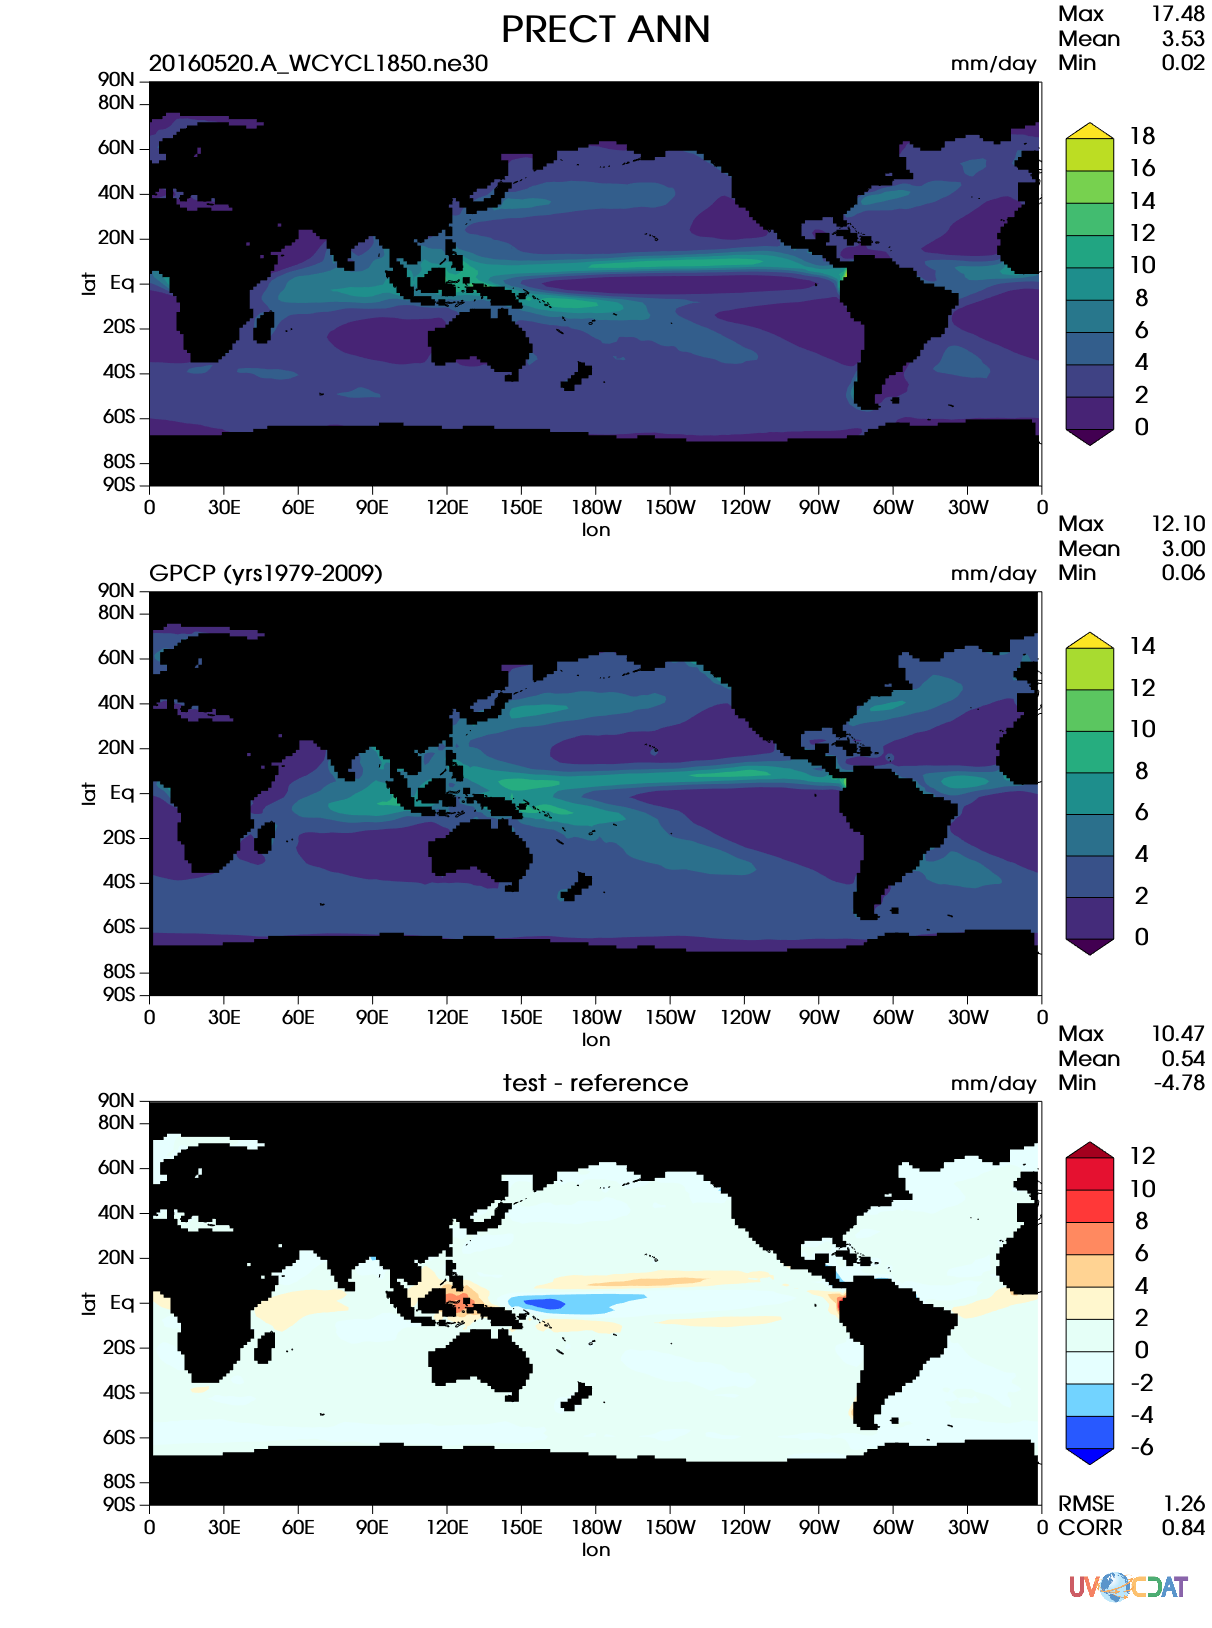 PRECT ANN
Max 17.48
Mean 3.53
Min 0.02
20160520.A_WCYCL1850.ne30
mm/day
90N
80N
60N
40N
20N
Eq
20S
40S
60S
80S
90S
lat
0 30E 60E 90E 120E 150E 180W 150W 120W 90W 60W 30W 0
lon
18
16
14
12
10
8
6
4
2
0
Max 12.10
Mean 3.00
Min 0.06
GPCP (yrs1979-2009)
mm/day
90N
80N
60N
40N
20N
Eq
20S
40S
60S
80S
90S
lat
0 30E 60E 90E 120E 150E 180W 150W 120W 90W 60W 30W 0
lon
14
12
10
8
6
4
2
0
Max 10.47
Mean 0.54
Min -4.78
test - reference
mm/day
90N
80N
60N
40N
20N
Eq
20S
40S
60S
80S
90S
lat
0 30E 60E 90E 120E 150E 180W 150W 120W 90W 60W 30W 0
lon
12
10
8
6
4
2
0
-2
-4
-6
RMSE 1.26
CORR 0.84
UV CDAT